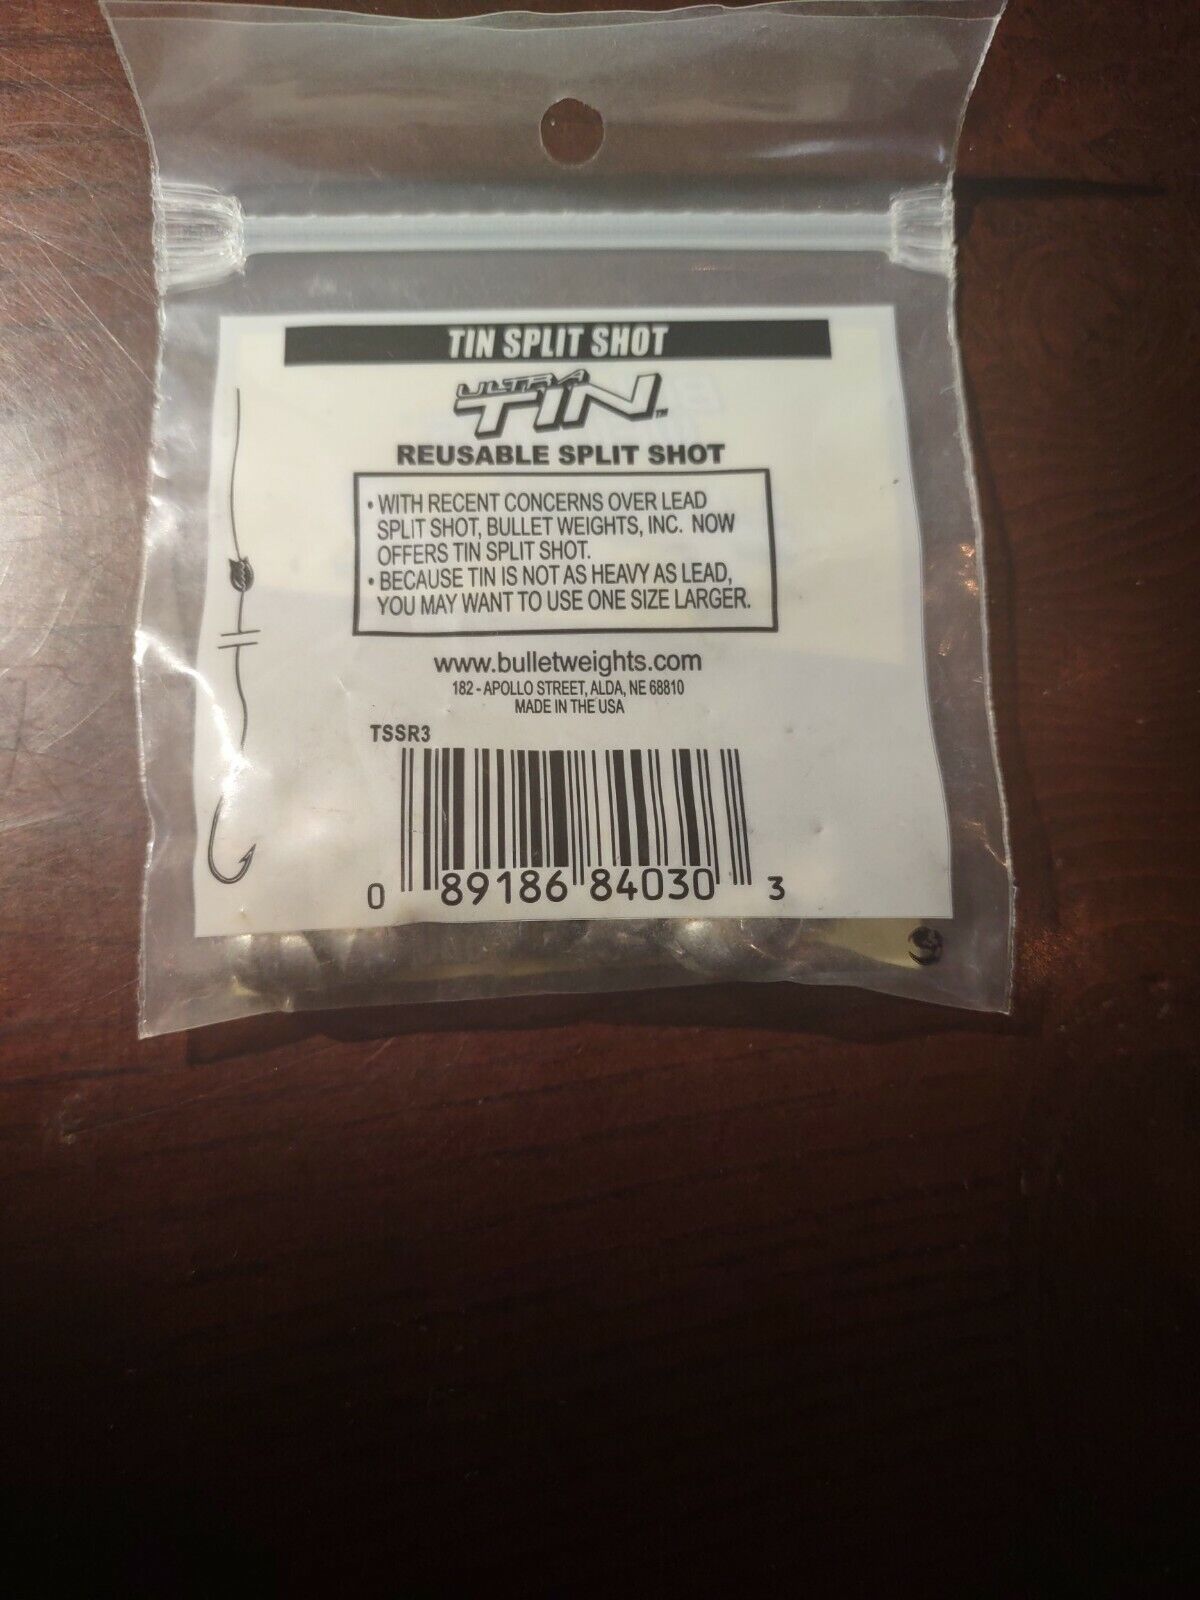 TIN SPLIT SHOT
ULTRA
TIN™
REUSABLE SPLIT SHOT
• WITH RECENT CONCERNS OVER LEAD
SPLIT SHOT, BULLET WEIGHTS, INC. NOW
OFFERS TIN SPLIT SHOT.
• BECAUSE TIN IS NOT AS HEAVY AS LEAD,
YOU MAY WANT TO USE ONE SIZE LARGER.
www.bulletweights.com
182 - APOLLO STREET, ALDA, NE 68810
MADE IN THE USA
TSSR3
0 89186 84030 3